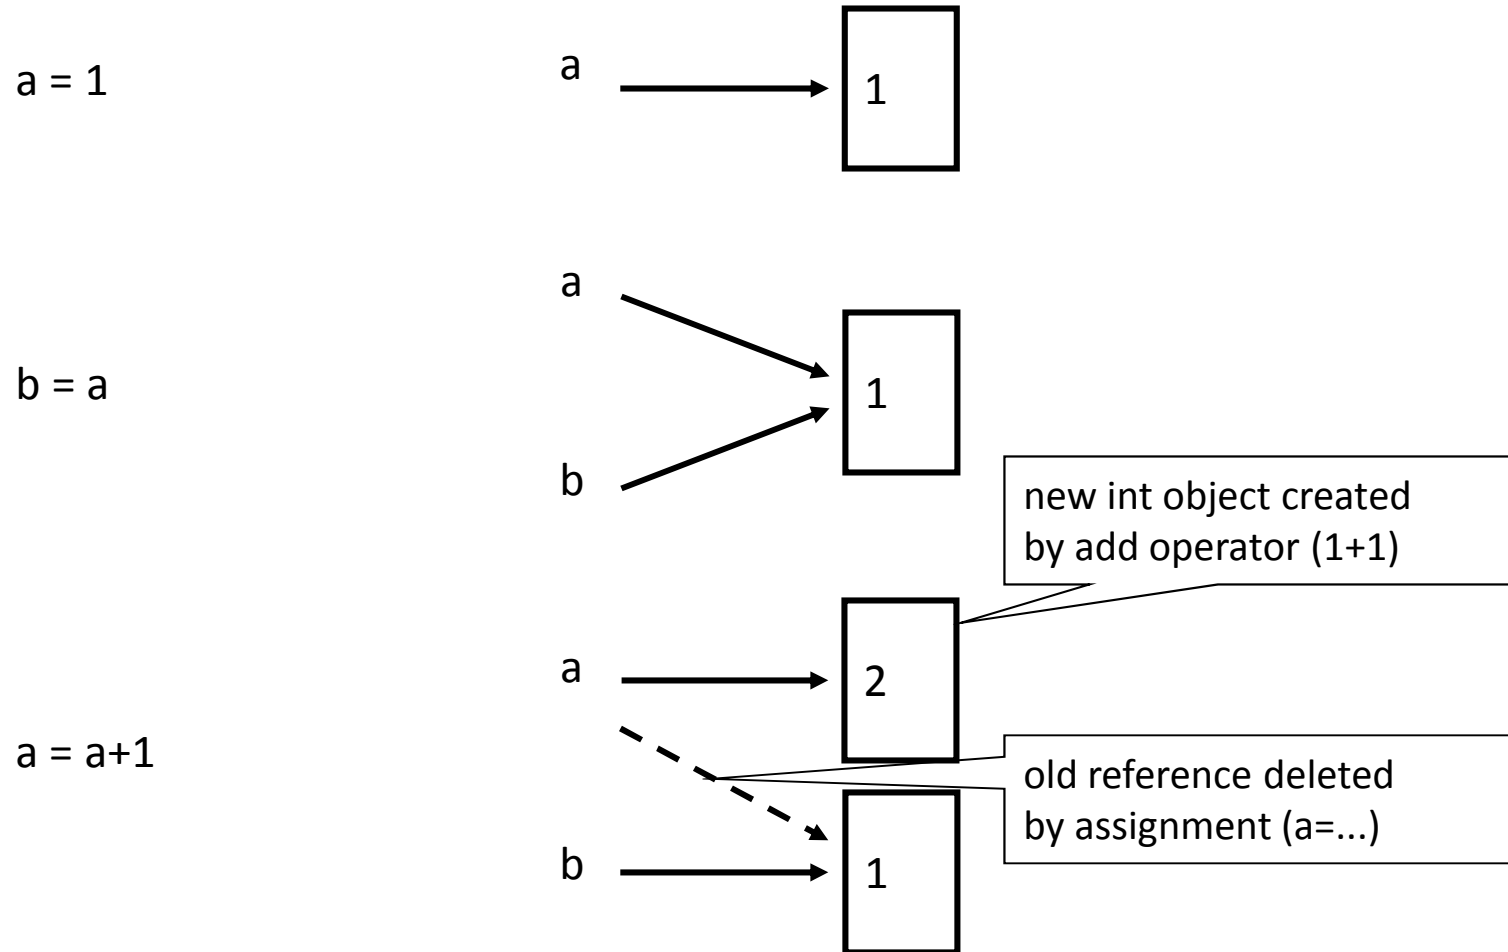 a = 1
a
1
b = a
a
b
1
new int object created
by add operator (1+1)
a = a+1
a
2
old reference deleted
by assignment (a=...)
b
1